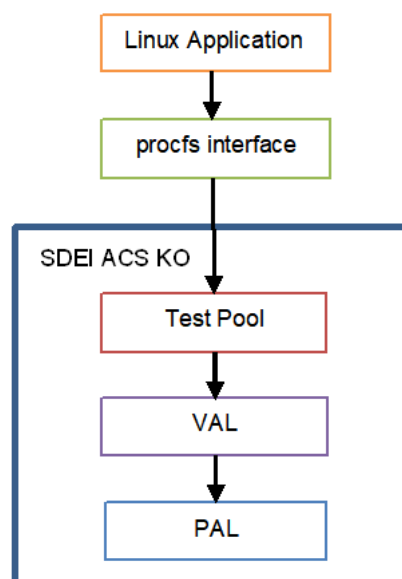 Linux Application
procfs interface
SDEI ACS KO
Test Pool
VAL
PAL